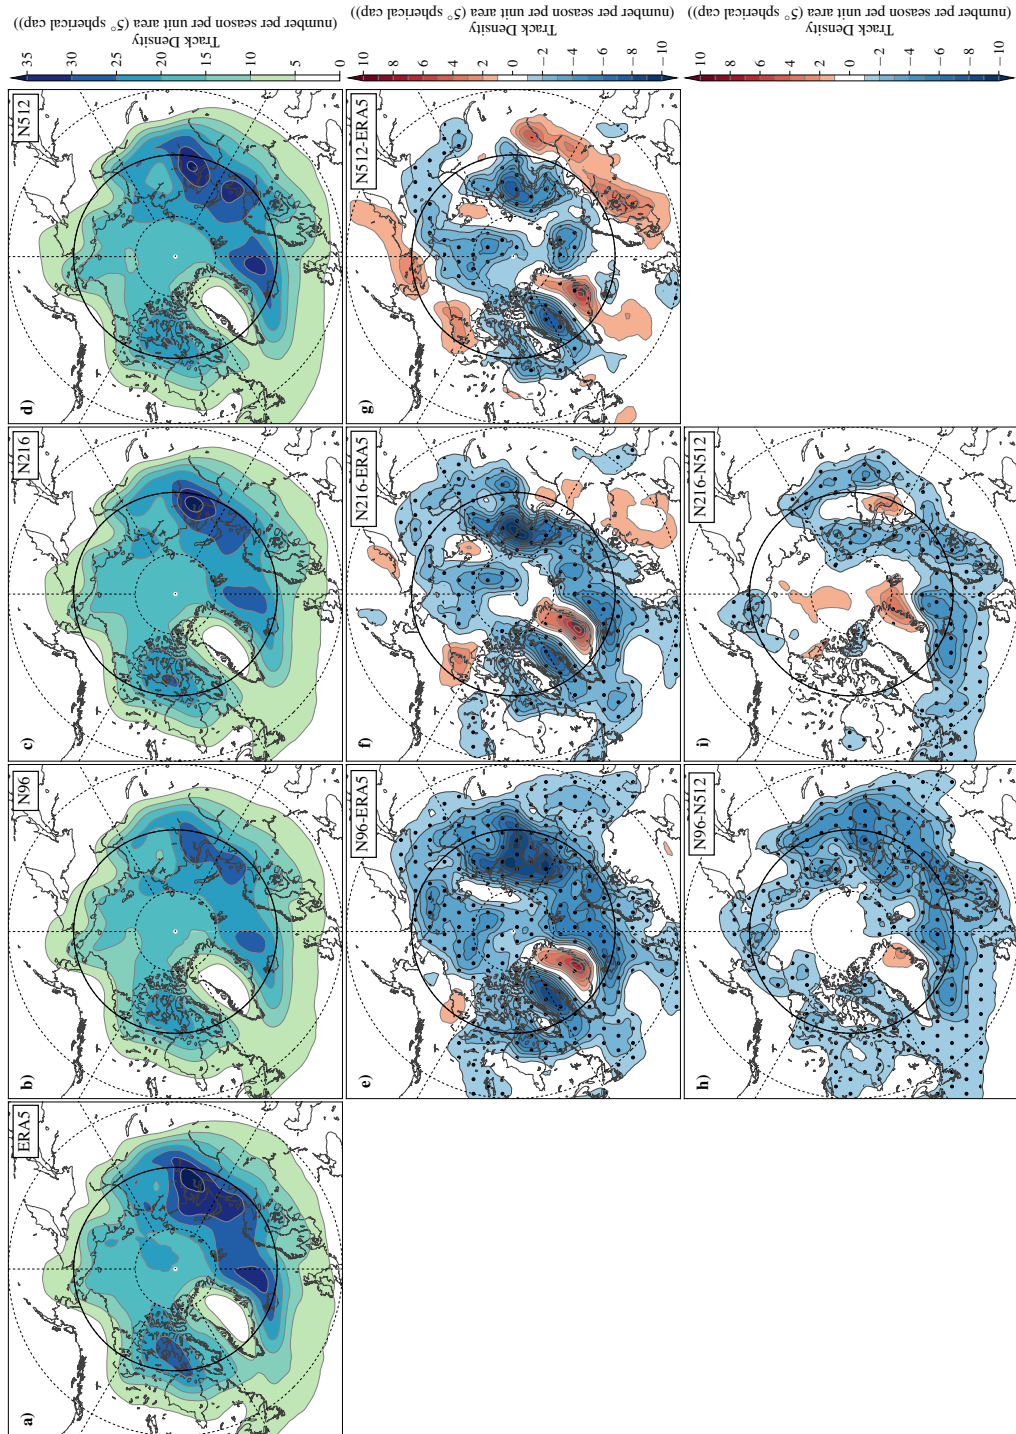 a)
ERA5
b)
N96
c)
N216
d)
N512
35
30
25
20
15
10
5
0
Track Density
(number per season per unit area (5° spherical cap))
e)
N96-ERA5
f)
N216-ERA5
g)
N512-ERA5
10
8
6
4
2
0
−2
−4
−6
−8
−10
Track Density
(number per season per unit area (5° spherical cap))
h)
N96-N512
i)
N216-N512
10
8
6
4
2
0
−2
−4
−6
−8
−10
Track Density
(number per season per unit area (5° spherical cap))